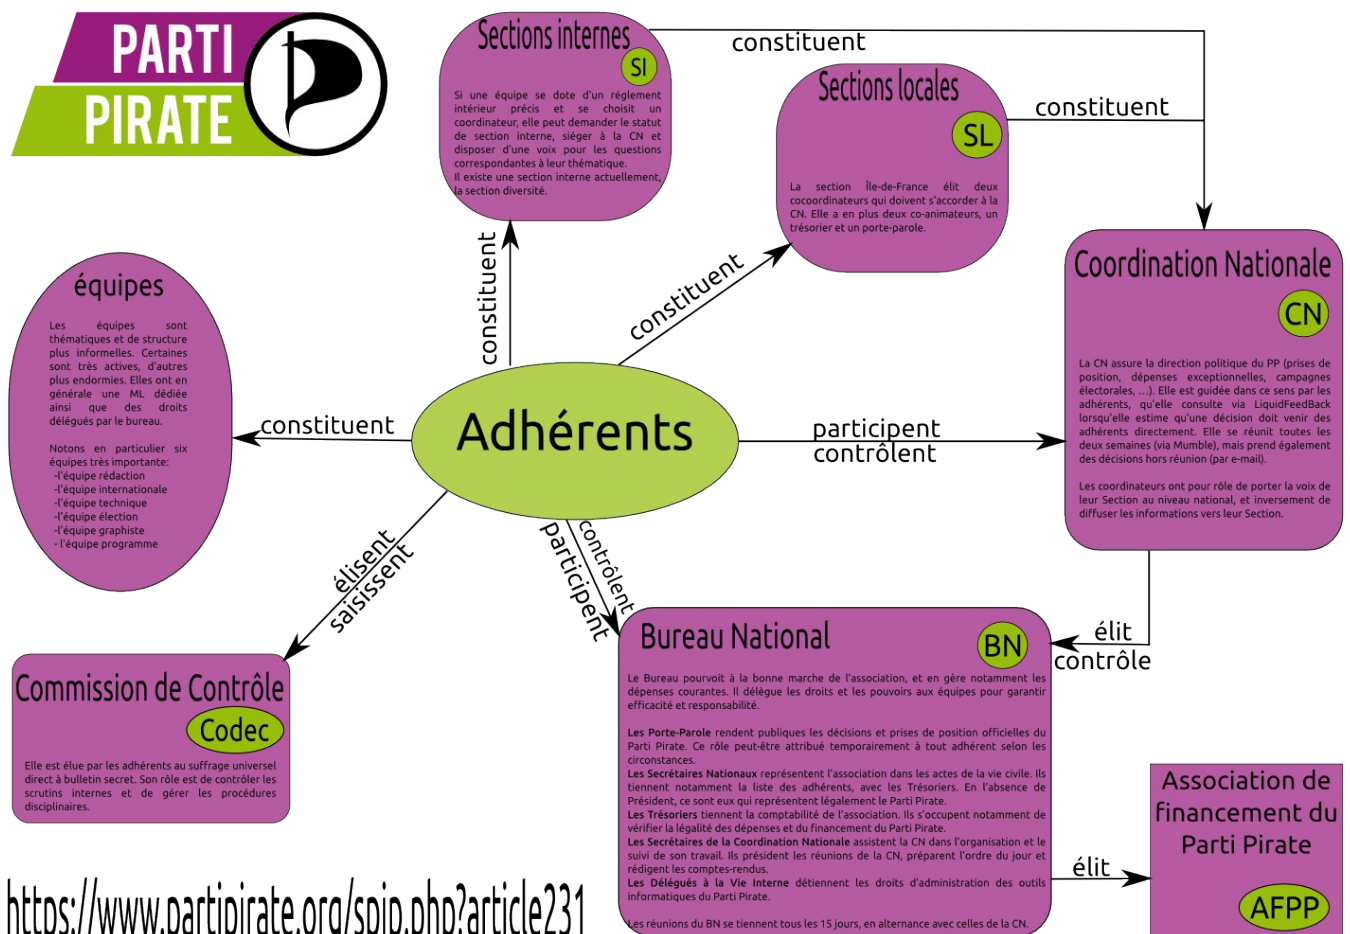 PARTI
PIRATE
Sections internes
SI
Si une équipe se dote d'un réglement
intérieur précis et se choisit un
coordinateur, elle peut demander le statut
de section interne, siéger à la CN et
disposer d'une voix pour les questions
correspondantes à leur thématique.
Il existe une section interne actuellement,
la section diversité.
constituent
Sections locales
SL
La section Île-de-France élit deux
cocoordinateurs qui doivent s'accorder à la
CN. Elle a en plus deux co-animateurs, un
trésorier et un porte-parole.
constituent
Coordination Nationale
CN
La CN assure la direction politique du PP (prises de
position, dépenses exceptionnelles, campagnes
électorales, ...). Elle est guidée dans ce sens par les
adhérents, qu'elle consulte via LiquidFeedBack
lorsqu'elle estime qu'une décision doit venir des
adhérents directement. Elle se réunit toutes les
deux semaines (via Mumble), mais prend également
des décisions hors réunion (par e-mail).
Les coordinateurs ont pour rôle de porter la voix de
leur Section au niveau national, et inversement de
diffuser les informations vers leur Section.
équipes
Les équipes sont
thématiques et de structure
plus informelles. Certaines
sont très actives, d'autres
plus endormies. Elles ont en
générale une ML dédiée
ainsi que des droits
délégués par le bureau.
Notons en particulier six
équipes très importante:
-l'équipe rédaction
-l'équipe internationale
-l'équipe technique
-l'équipe élection
-l'équipe graphiste
- l'équipe programme
constituent
constituent
constituent
Adhérents
participent
contrôlent
élisent
saisissent
contrôlent
participent
Commission de Contrôle
Codec
Elle est élue par les adhérents au suffrage universel
direct à bulletin secret. Son rôle est de contrôler les
scrutins internes et de gérer les procédures
disciplinaires.
Bureau National
BN
Le Bureau pourvoit à la bonne marche de l'association, et en gère notamment les
dépenses courantes. Il délègue les droits et les pouvoirs aux équipes pour garantir
efficacité et responsabilité.
Les Porte-Parole rendent publiques les décisions et prises de position officielles du
Parti Pirate. Ce rôle peut-être attribué temporairement à tout adhérent selon les
circonstances.
Les Secrétaires Nationaux représentent l'association dans les actes de la vie civile. Ils
tiennent notamment la liste des adhérents, avec les Trésoriers. En l'absence de
Président, ce sont eux qui représentent légalement le Parti Pirate.
Les Trésoriers tiennent la comptabilité de l'association. Ils s'occupent notamment de
vérifier la légalité des dépenses et du financement du Parti Pirate.
Les Secrétaires de la Coordination Nationale assistent la CN dans l'organisation et le
suivi de son travail. Ils président les réunions de la CN, préparent l'ordre du jour et
rédigent les comptes-rendus.
Les Délégués à la Vie Interne détiennent les droits d'administration des outils
informatiques du Parti Pirate.
Les réunions du BN se tiennent tous les 15 jours, en alternance avec celles de la CN.
élit
contrôle
élit
Association de
financement du
Parti Pirate
AFPP
https://www.partipirate.org/spip.php?article231